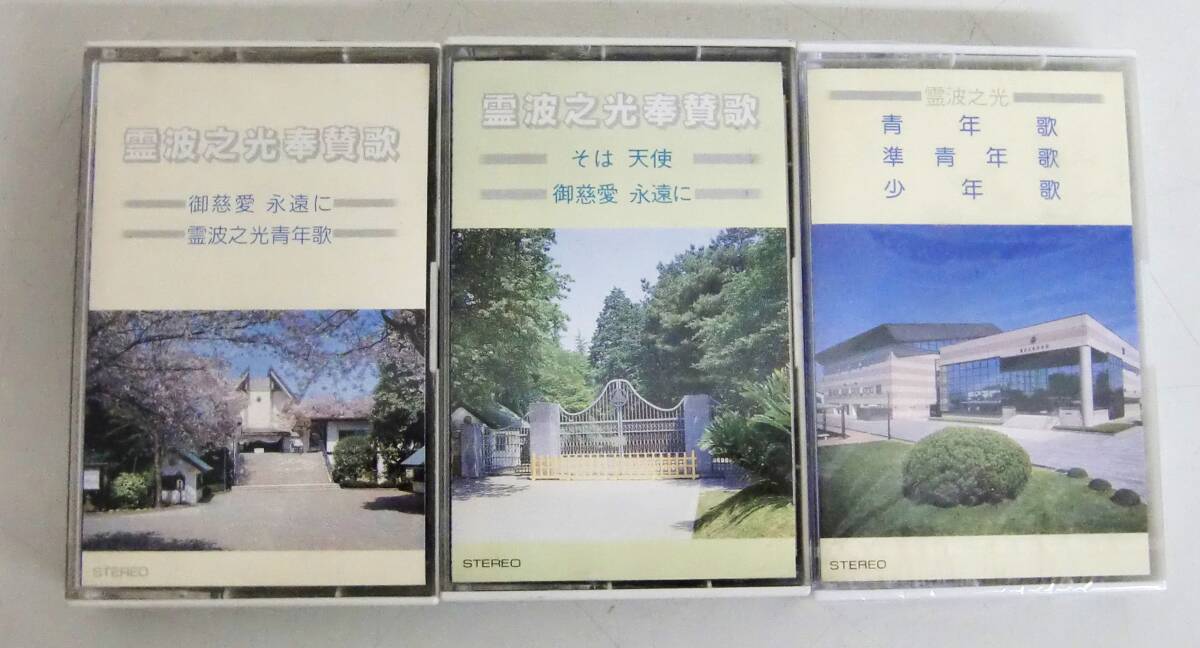 霊波之光奉賛歌
御慈愛 永遠に
霊波之光青年歌
STEREO
霊波之光奉賛歌
そは 天使
御慈愛 永遠に
STEREO
霊波之光
青年歌
準青年歌
少年歌
STEREO